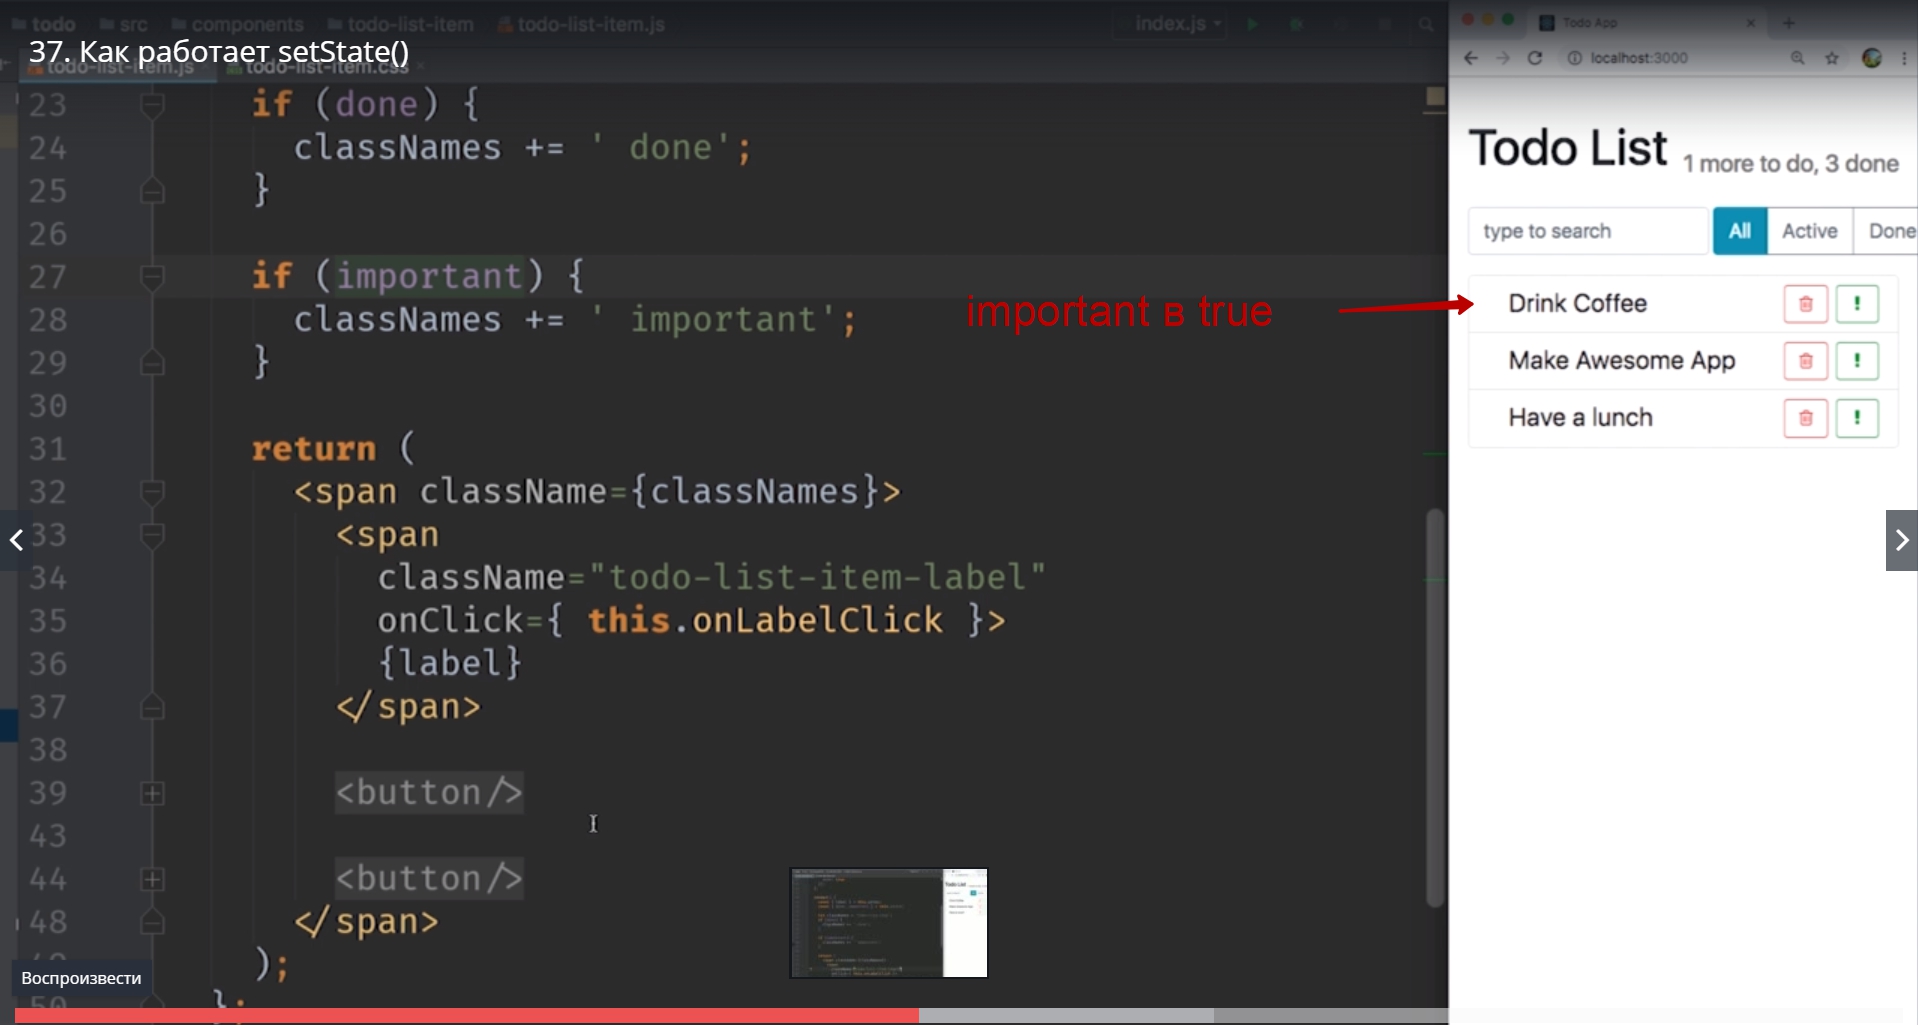 todo src components todo-list-item todo-list-item.js index.js
37. Как работает setState()
todo-list-item.js todo-list-item.css
23 if (done) {
24 classNames += ' done';
25 }
26
27 if (important) {
28 classNames += ' important';
29 }
30
31 return (
32 <span className={classNames}>
33 <span
34 className="todo-list-item-label"
35 onClick={ this.onLabelClick }>
36 {label}
37 </span>
38
39 <button/>
43
44 <button/>
48 </span>
);
50 };
Воспроизвести
important в true
Todo App
localhost:3000
Todo List 1 more to do, 3 done
type to search All Active Done
Drink Coffee
Make Awesome App
Have a lunch